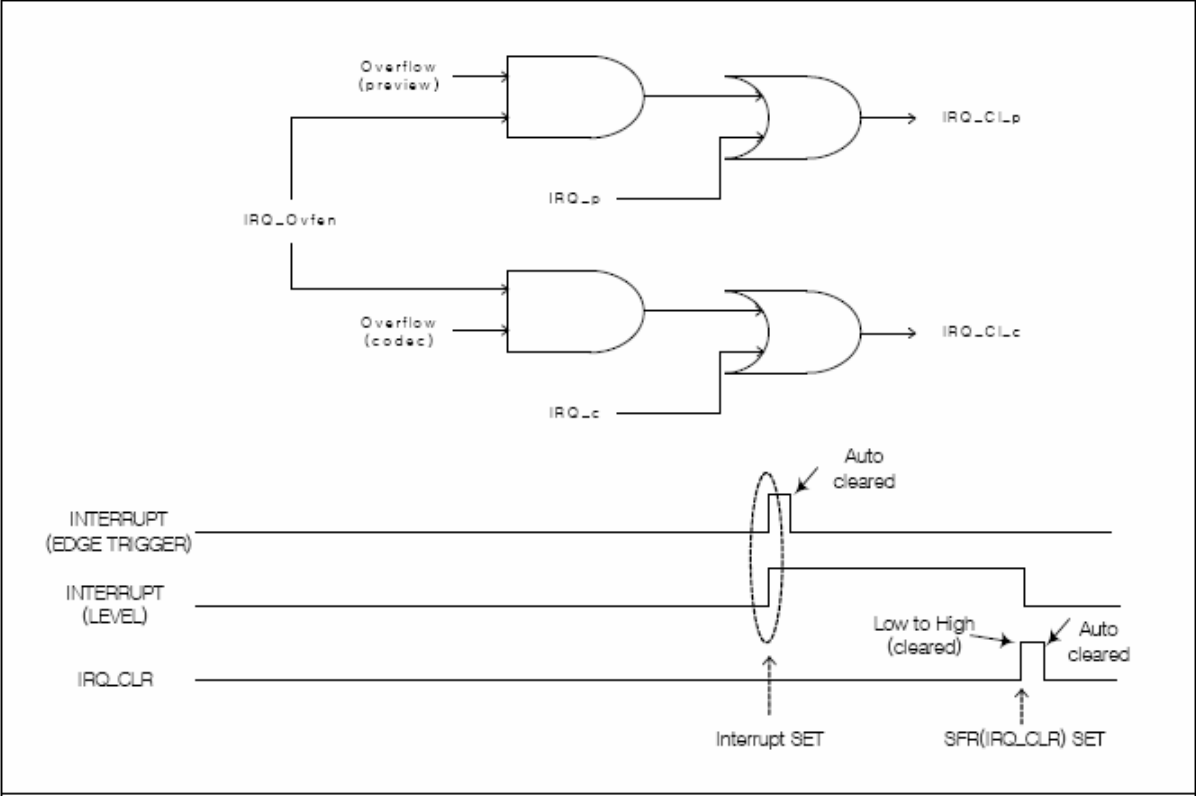 Overflow
(preview)
IRQ_CI_p
IRQ_p
IRQ_Ovfen
Overflow
(codec)
IRQ_CI_c
IRQ_c
Auto
cleared
INTERRUPT
(EDGE TRIGGER)
INTERRUPT
(LEVEL)
Low to High
(cleared)
Auto
cleared
IRQ_CLR
Interrupt SET
SFR(IRQ_CLR) SET